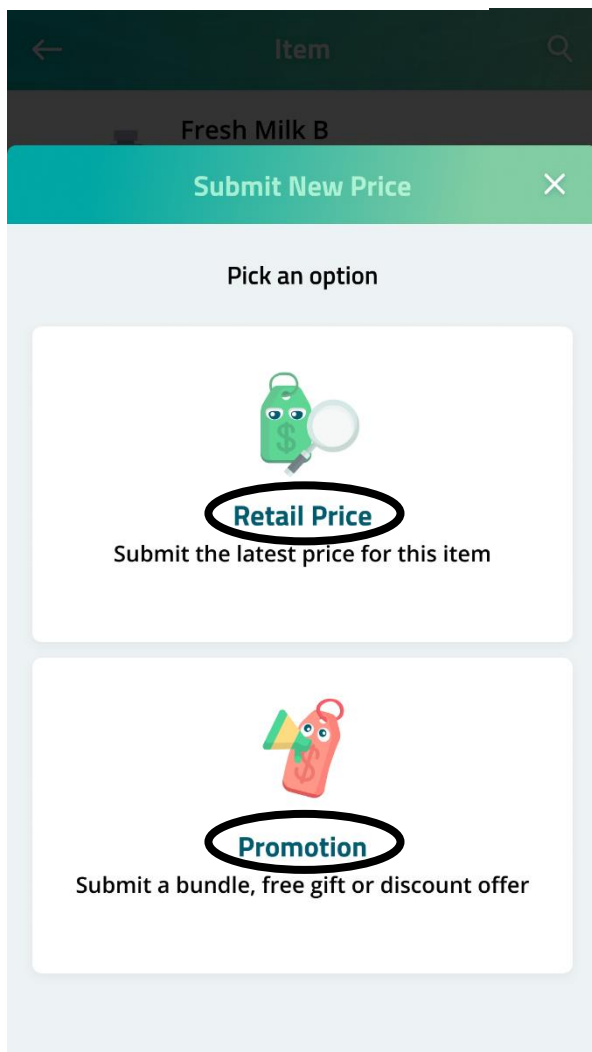 Item
Fresh Milk B
Submit New Price
Pick an option
$
Retail Price
Submit the latest price for this item
$
Promotion
Submit a bundle, free gift or discount offer